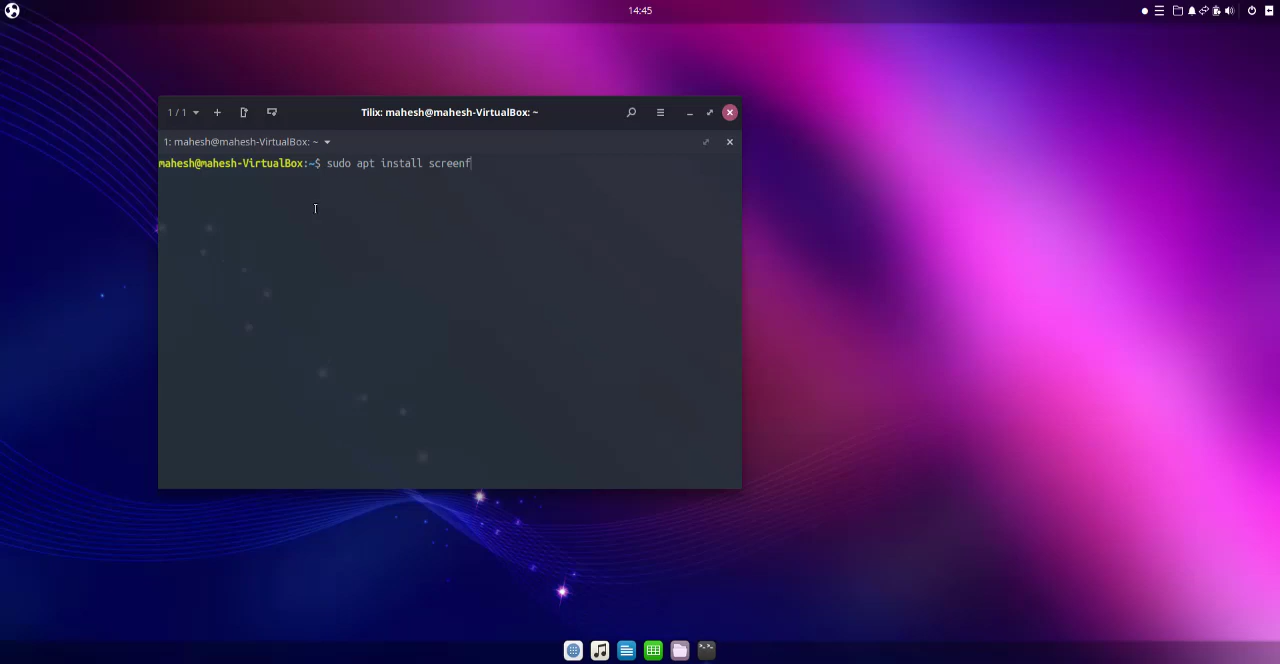 14:45
1 / 1
Tilix: mahesh@mahesh-VirtualBox: ~
1: mahesh@mahesh-VirtualBox: ~
mahesh@mahesh-VirtualBox:~$ sudo apt install screenf